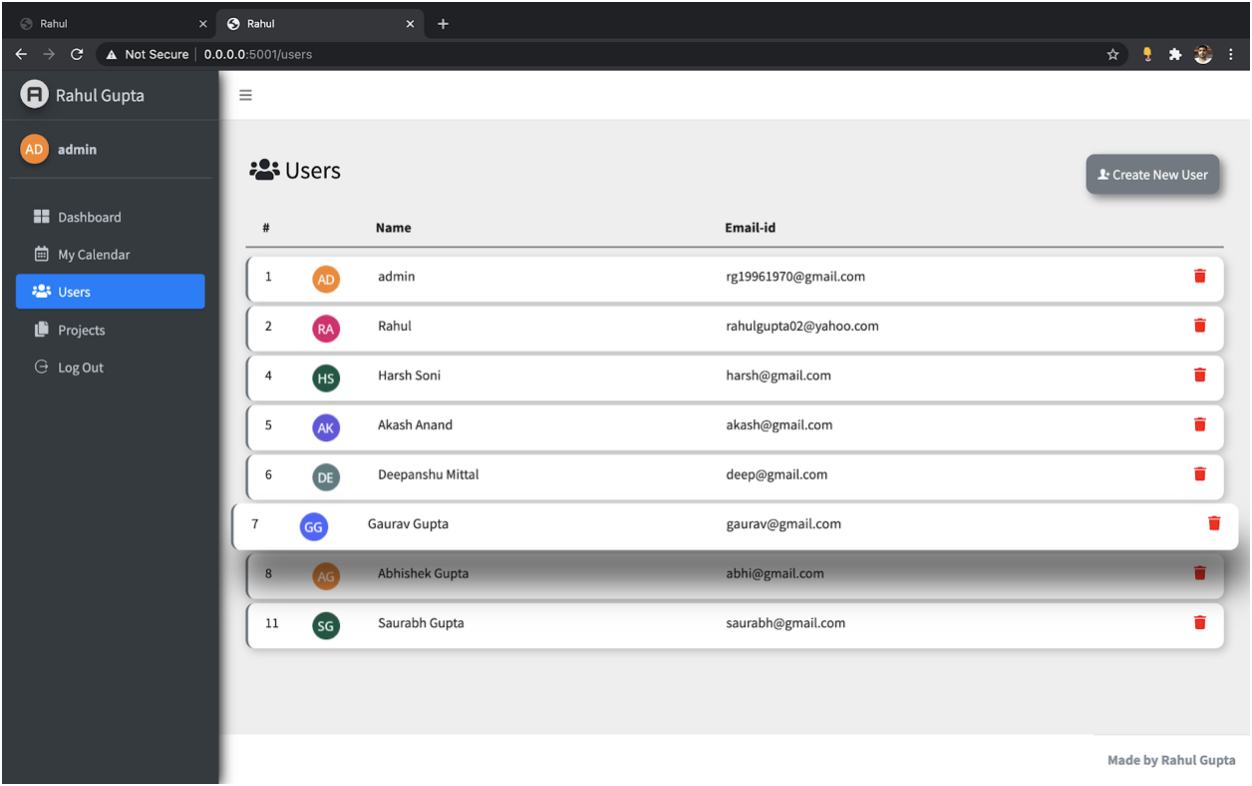 Rahul
Rahul
Not Secure 0.0.0.0:5001/users
Rahul Gupta
AD admin
Dashboard
My Calendar
Users
Projects
Log Out
Users
Create New User
# Name Email-id
1 AD admin rg19961970@gmail.com
2 RA Rahul rahulgupta02@yahoo.com
4 HS Harsh Soni harsh@gmail.com
5 AK Akash Anand akash@gmail.com
6 DE Deepanshu Mittal deep@gmail.com
7 GG Gaurav Gupta gaurav@gmail.com
8 AG Abhishek Gupta abhi@gmail.com
11 SG Saurabh Gupta saurabh@gmail.com
Made by Rahul Gupta